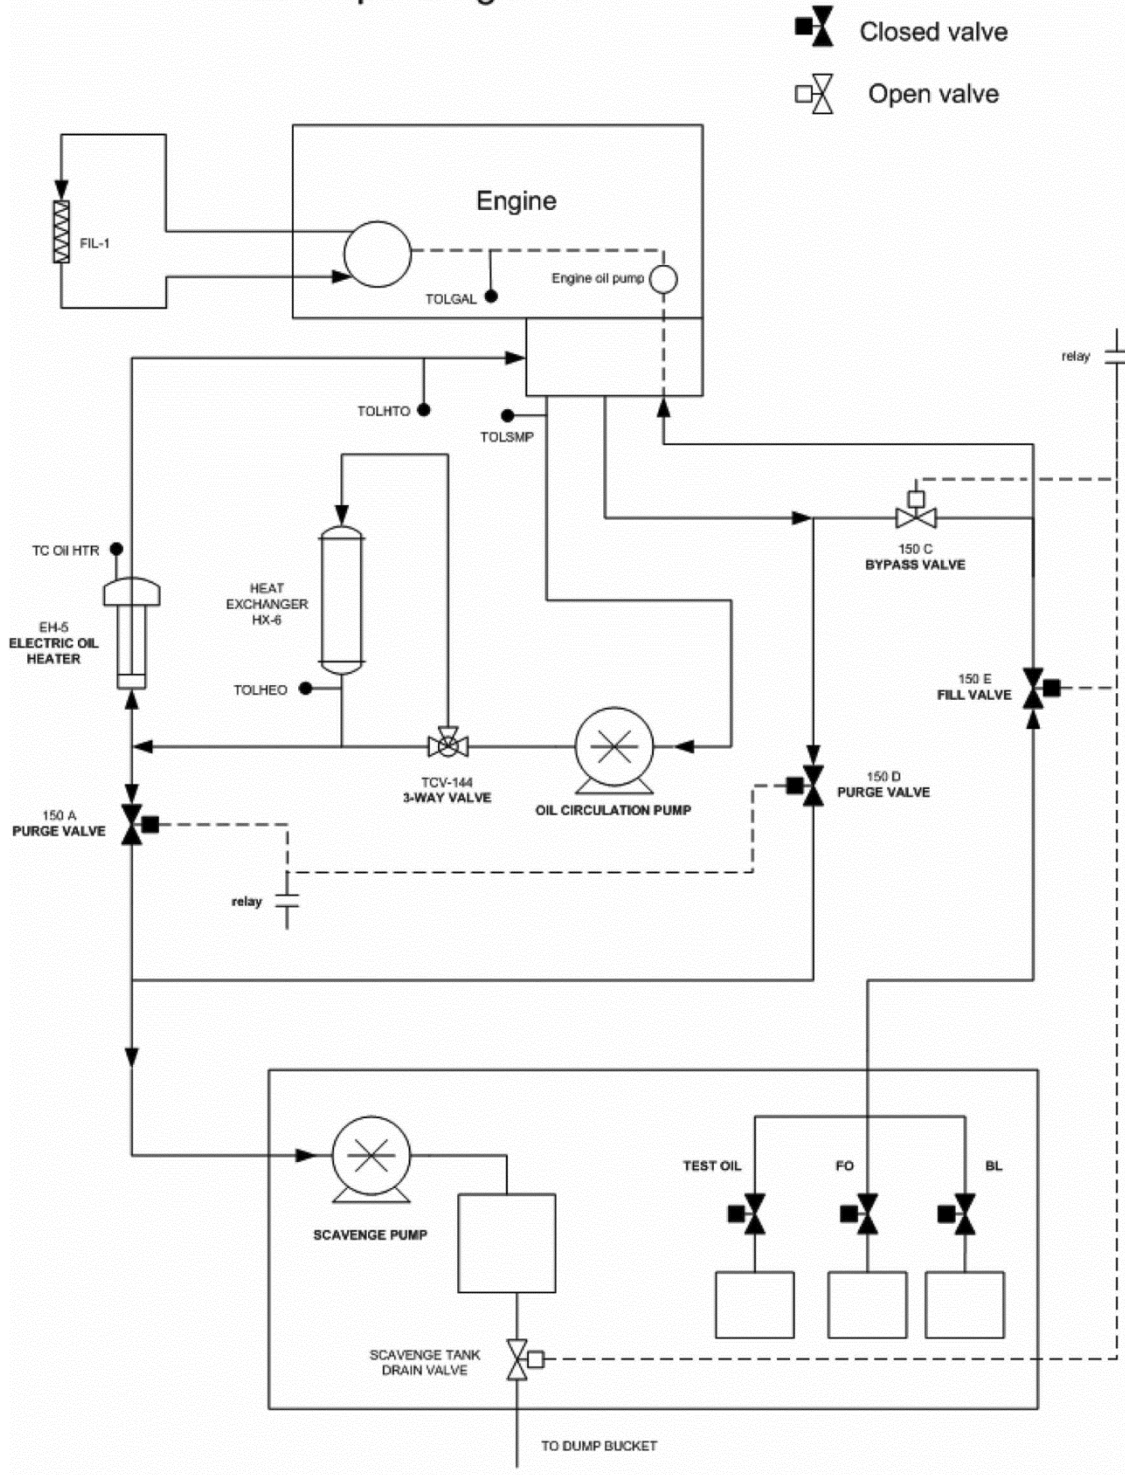 Closed valve
Open valve
Engine
FIL-1
Engine oil pump
TOLGAL
relay
TOLHTO
TOLSMP
TC Oil HTR
150 C
BYPASS VALVE
HEAT
EXCHANGER
HX-6
EH-5
ELECTRIC OIL
HEATER
150 E
FILL VALVE
TOLHEO
TCV-144
3-WAY VALVE
150 D
PURGE VALVE
OIL CIRCULATION PUMP
150 A
PURGE VALVE
relay
TEST OIL
FO
BL
SCAVENGE PUMP
SCAVENGE TANK
DRAIN VALVE
TO DUMP BUCKET